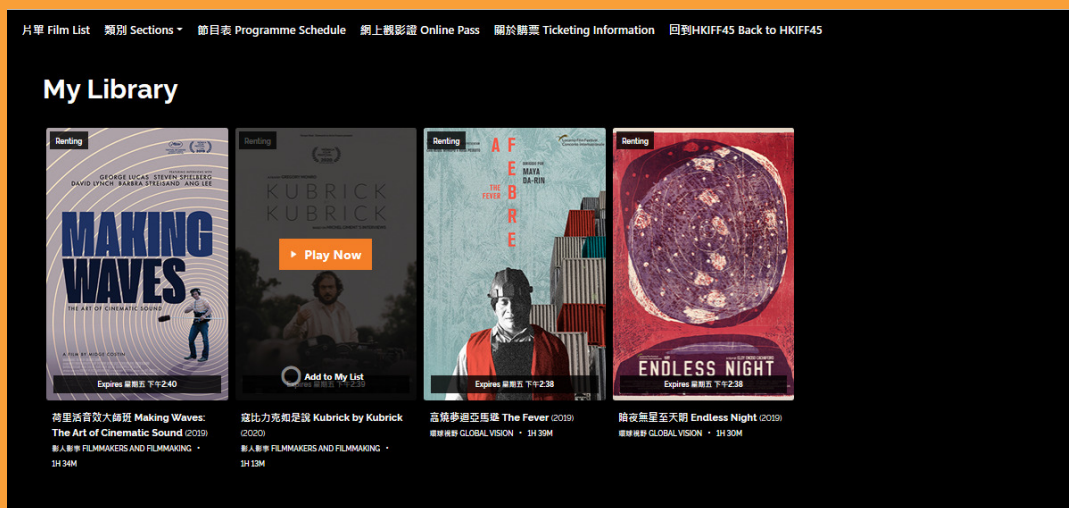 片單 Film List 類別 Sections 節目表 Programme Schedule 網上觀影證 Online Pass 關於購票 Ticketing Information 回到HKIFF45 Back to HKIFF45
My Library
Renting
GEORGE LUCAS STEVEN SPIELBERG
DAVID LYNCH BARBRA STREISAND ANG LEE
MAKING
WAVES
THE ART OF CINEMATIC SOUND
A FILM BY MIDGE COSTIN
Expires 星期五 下午2:40
荷里活音效大師班 Making Waves:
The Art of Cinematic Sound (2019)
影人影事 FILMMAKERS AND FILMMAKING •
1H 34M
Renting
KUBRICK
KUBRICK
Play Now
Add to My List
Expires 星期五 下午2:39
寇比力克如是說 Kubrick by Kubrick
(2020)
影人影事 FILMMAKERS AND FILMMAKING •
1H 13M
Renting
A FEBRE
THE
FEVER
MAYA
DA-RIN
Expires 星期五 下午2:38
高燒夢迴亞馬遜 The Fever (2019)
環球視野 GLOBAL VISION • 1H 39M
Renting
ENDLESS NIGHT
Expires 星期五 下午2:38
暗夜無星至天明 Endless Night (2019)
環球視野 GLOBAL VISION • 1H 30M